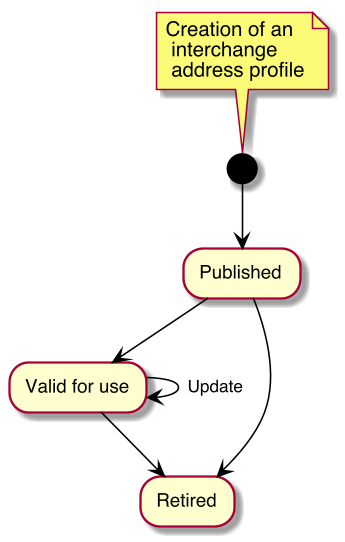 Creation of an
interchange
address profile
Published
Valid for use
Update
Retired